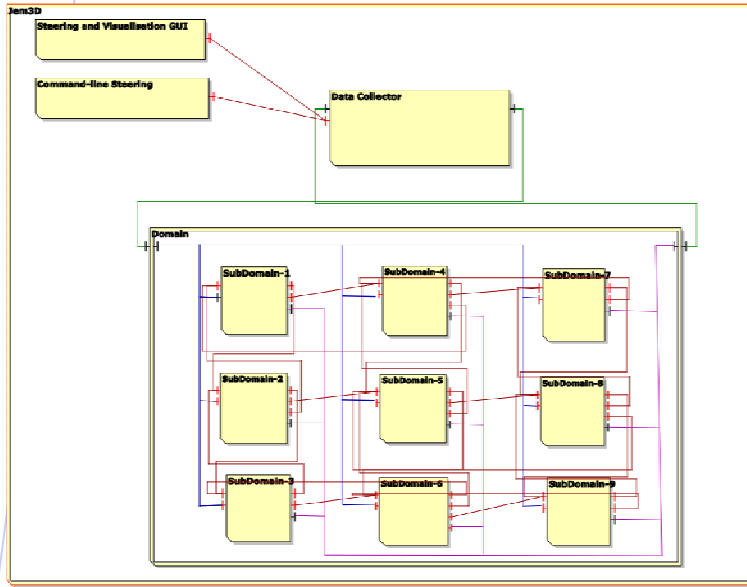 Jem3D
Steering and Visualisation GUI
Command-line Steering
Data Collector
Domain
SubDomain-1
SubDomain-4
SubDomain-7
SubDomain-2
SubDomain-5
SubDomain-8
SubDomain-3
SubDomain-6
SubDomain-9